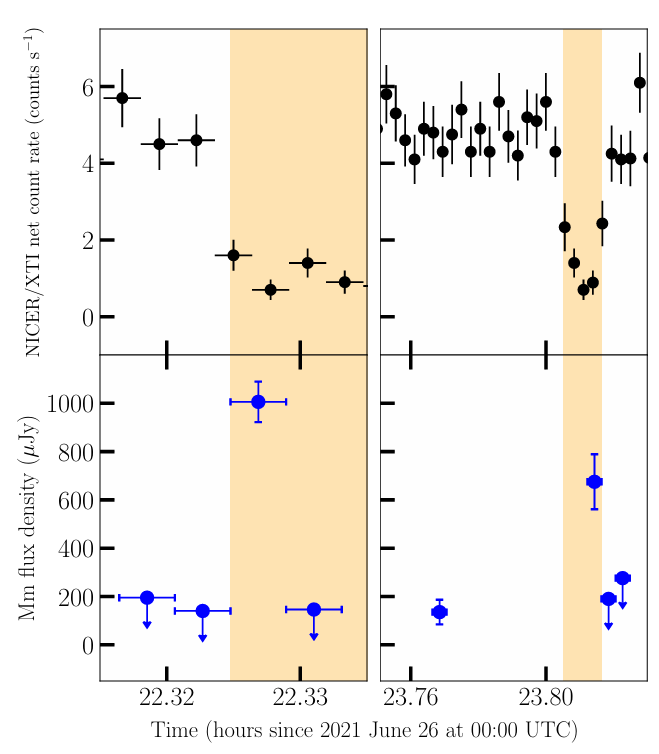 NICER/XTI net count rate (counts s⁻¹)
6
4
2
0
Mm flux density (μJy)
1000
800
600
400
200
0
22.32 22.33 23.76 23.80
Time (hours since 2021 June 26 at 00:00 UTC)